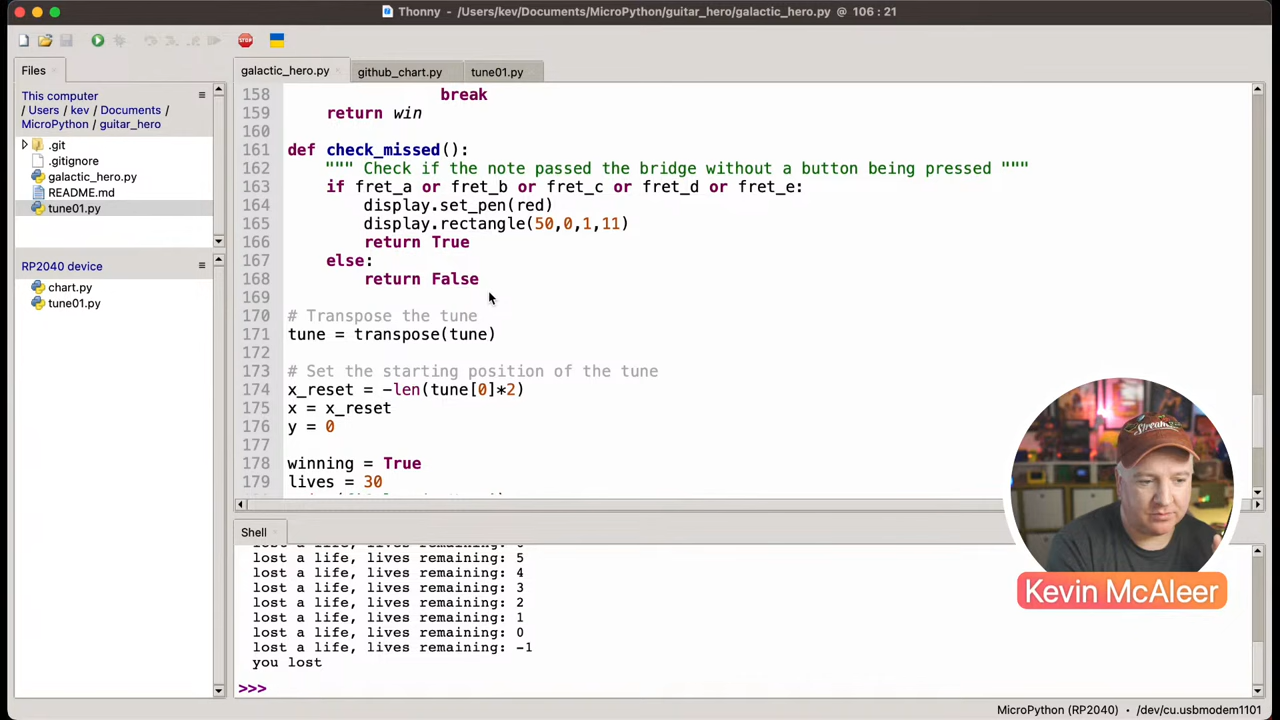 Thonny - /Users/kev/Documents/MicroPython/guitar_hero/galactic_hero.py @ 106 : 21
STOP
Files
galactic_hero.py
github_chart.py
tune01.py
This computer
/ Users / kev / Documents /
MicroPython / guitar_hero
.git
.gitignore
galactic_hero.py
README.md
tune01.py
RP2040 device
chart.py
tune01.py
158 break
159 return win
160
161 def check_missed():
162 """ Check if the note passed the bridge without a button being pressed """
163 if fret_a or fret_b or fret_c or fret_d or fret_e:
164 display.set_pen(red)
165 display.rectangle(50,0,1,11)
166 return True
167 else:
168 return False
169
170 # Transpose the tune
171 tune = transpose(tune)
172
173 # Set the starting position of the tune
174 x_reset = -len(tune[0]*2)
175 x = x_reset
176 y = 0
177
178 winning = True
179 lives = 30
Shell
lost a life, lives remaining: 5
lost a life, lives remaining: 4
lost a life, lives remaining: 3
lost a life, lives remaining: 2
lost a life, lives remaining: 1
lost a life, lives remaining: 0
lost a life, lives remaining: -1
you lost
>>>
Kevin McAleer
MicroPython (RP2040) • /dev/cu.usbmodem1101